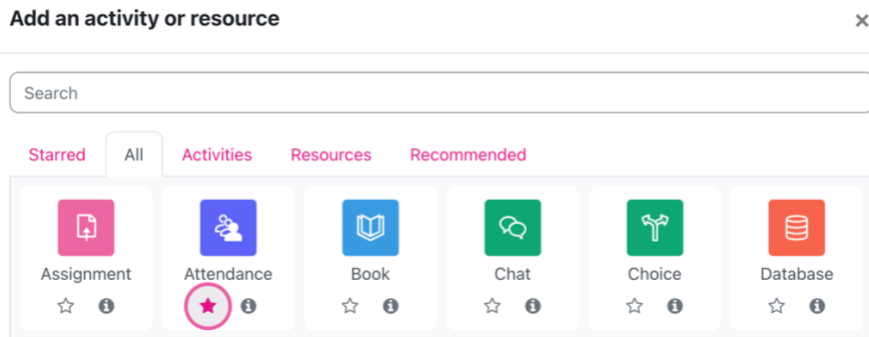 Add an activity or resource
Search
Starred All Activities Resources Recommended
Assignment Attendance Book Chat Choice Database